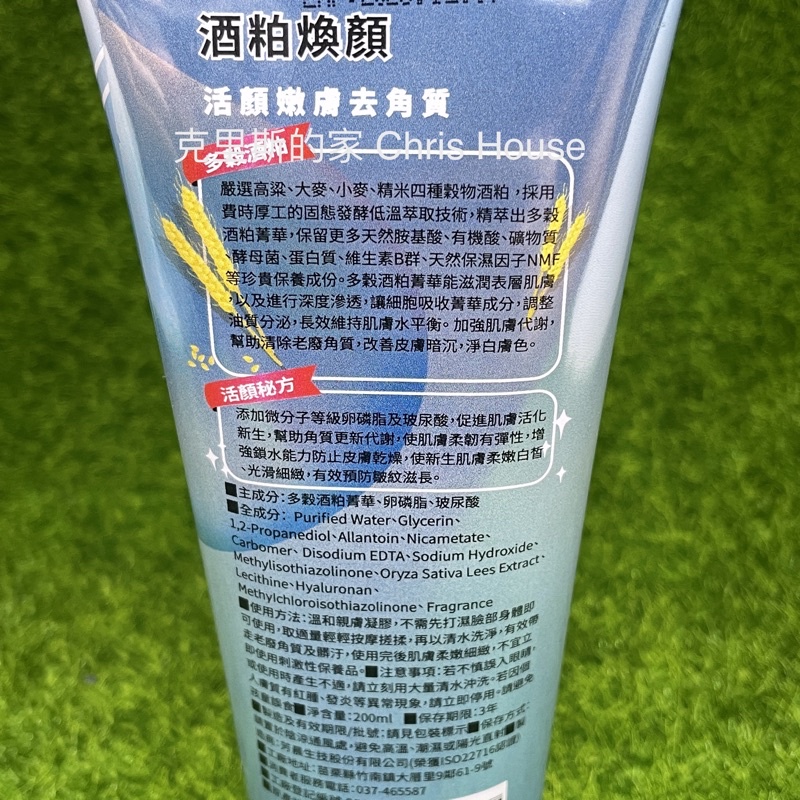 酒粕煥顏
活顏嫩膚去角質
克里斯的家 Chris House
多穀酒粕
嚴選高粱、大麥、小麥、精米四種穀物酒粕，採用
費時厚工的固態發酵低溫萃取技術，精萃出多穀
酒粕菁華，保留更多天然胺基酸、有機酸、礦物質
、酵母菌、蛋白質、維生素B群、天然保濕因子NMF
等珍貴保養成份。多穀酒粕菁華能滋潤表層肌膚
，以及進行深度滲透，讓細胞吸收菁華成分，調整
油質分泌，長效維持肌膚水平衡。加強肌膚代謝，
幫助清除老廢角質，改善皮膚暗沉，淨白膚色。
活顏秘方
添加微分子等級卵磷脂及玻尿酸，促進肌膚活化
新生，幫助角質更新代謝，使肌膚柔韌有彈性，增
強鎖水能力防止皮膚乾燥，使新生肌膚柔嫩白皙
、光滑細緻，有效預防皺紋滋長。
■主成分：多穀酒粕菁華、卵磷脂、玻尿酸
■全成分： Purified Water、Glycerin、
1,2-Propanediol、Allantoin、Nicametate、
Carbomer、Disodium EDTA、Sodium Hydroxide、
Methylisothiazolinone、Oryza Sativa Lees Extract、
Lecithine、Hyaluronan、
Methylchloroisothiazolinone、Fragrance
■使用方法：溫和親膚凝膠，不需先打濕臉部身體即
可使用，取適量輕輕按摩搓揉，再以清水洗淨，有效帶
走老廢角質及髒汙，使用完後肌膚柔嫩細緻，不宜立
即使用刺激性保養品。■注意事項：若不慎誤入眼睛，
或使用時產生不適，請立刻用大量清水沖洗。若因個
人膚質有紅腫、發炎等異常現象，請立即停用。請避免
孩童誤食■淨含量：200ml ■保存期限：3年
■製造及有效期限/批號：請見包裝標示■保存方式：
置於陰涼通風處，避免高溫、潮濕或陽光直射■製
芳晨生技股份有限公司(榮獲ISO22716認證)
工廠地址：苗栗縣竹南鎮大厝里9鄰61-9號
消費者服務電話：037-465587
工廠登記編號